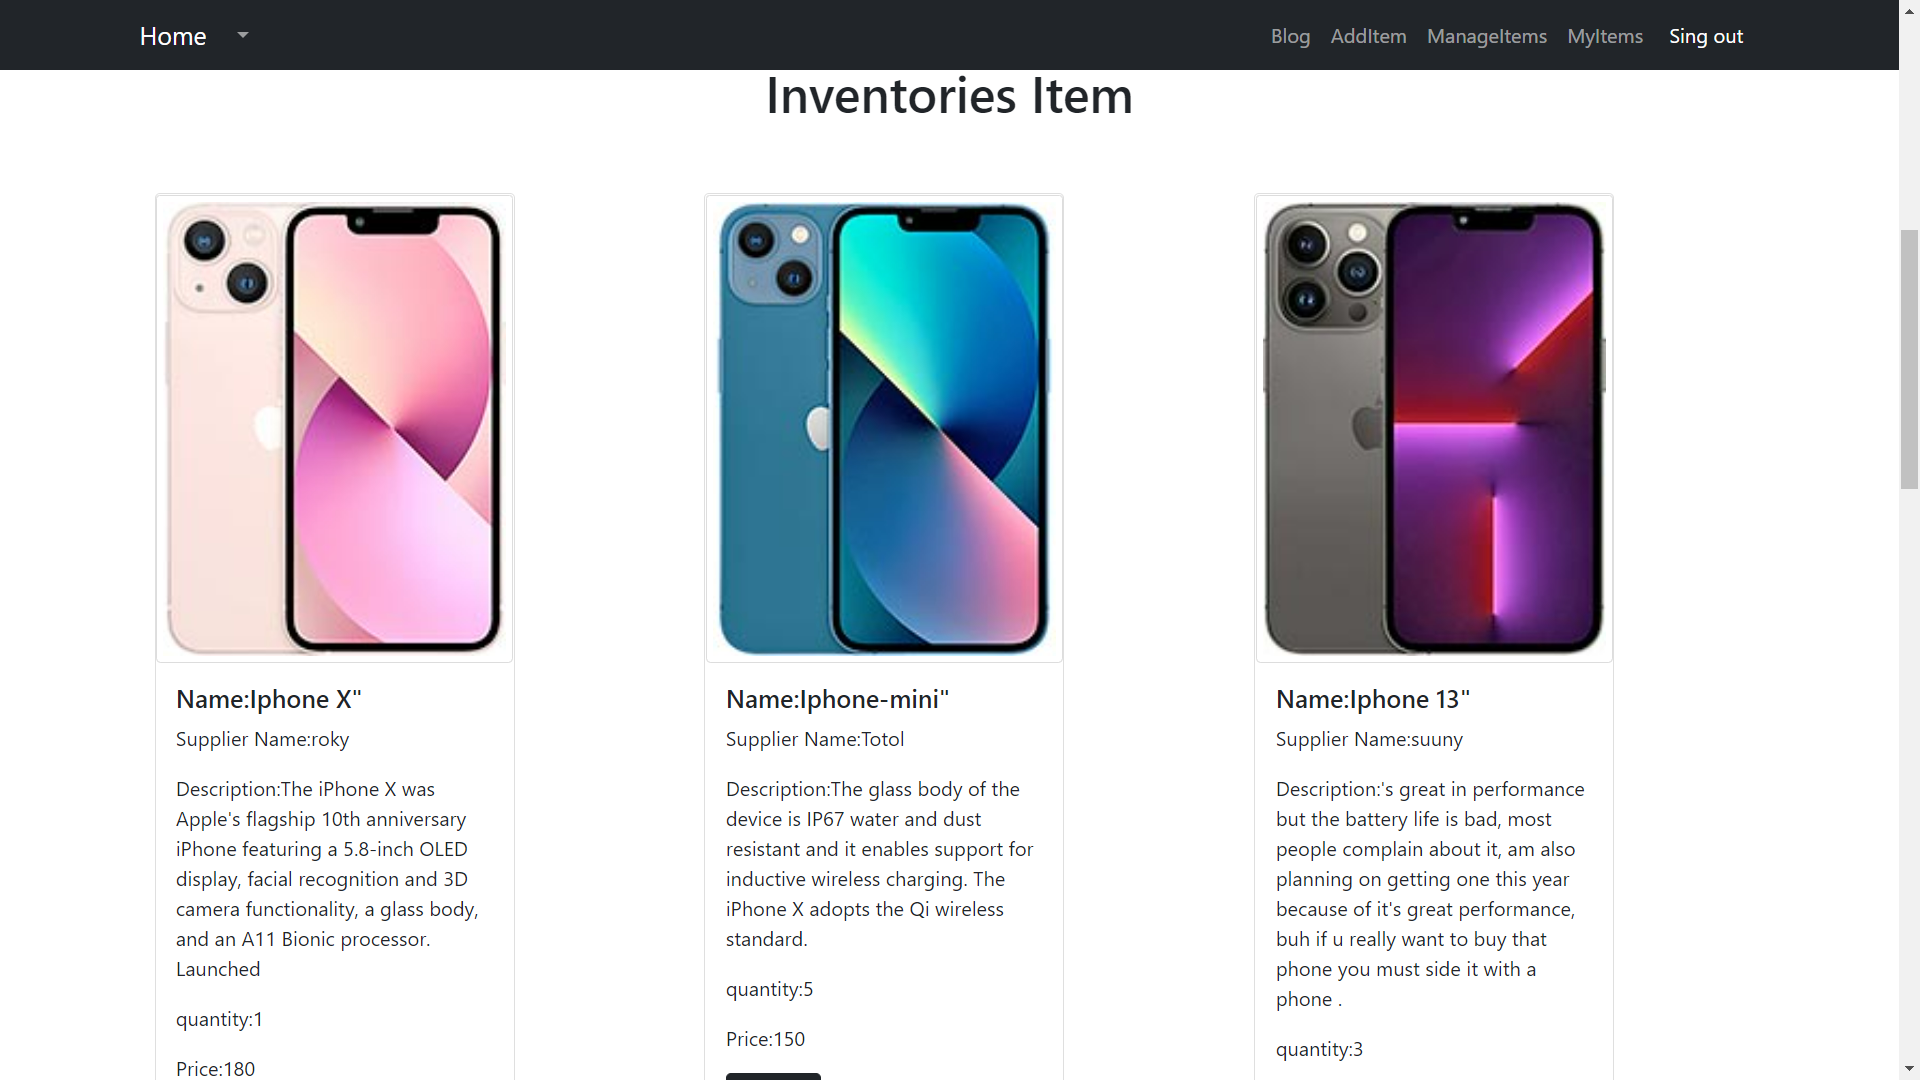 Home
Blog AddItem ManageItems MyItems Sing out
Inventories Item
Name:Iphone X"
Supplier Name:roky
Description:The iPhone X was
Apple's flagship 10th anniversary
iPhone featuring a 5.8-inch OLED
display, facial recognition and 3D
camera functionality, a glass body,
and an A11 Bionic processor.
Launched
quantity:1
Price:180
Name:Iphone-mini"
Supplier Name:Totol
Description:The glass body of the
device is IP67 water and dust
resistant and it enables support for
inductive wireless charging. The
iPhone X adopts the Qi wireless
standard.
quantity:5
Price:150
Name:Iphone 13"
Supplier Name:suuny
Description:'s great in performance
but the battery life is bad, most
people complain about it, am also
planning on getting one this year
because of it's great performance,
buh if u really want to buy that
phone you must side it with a
phone .
quantity:3